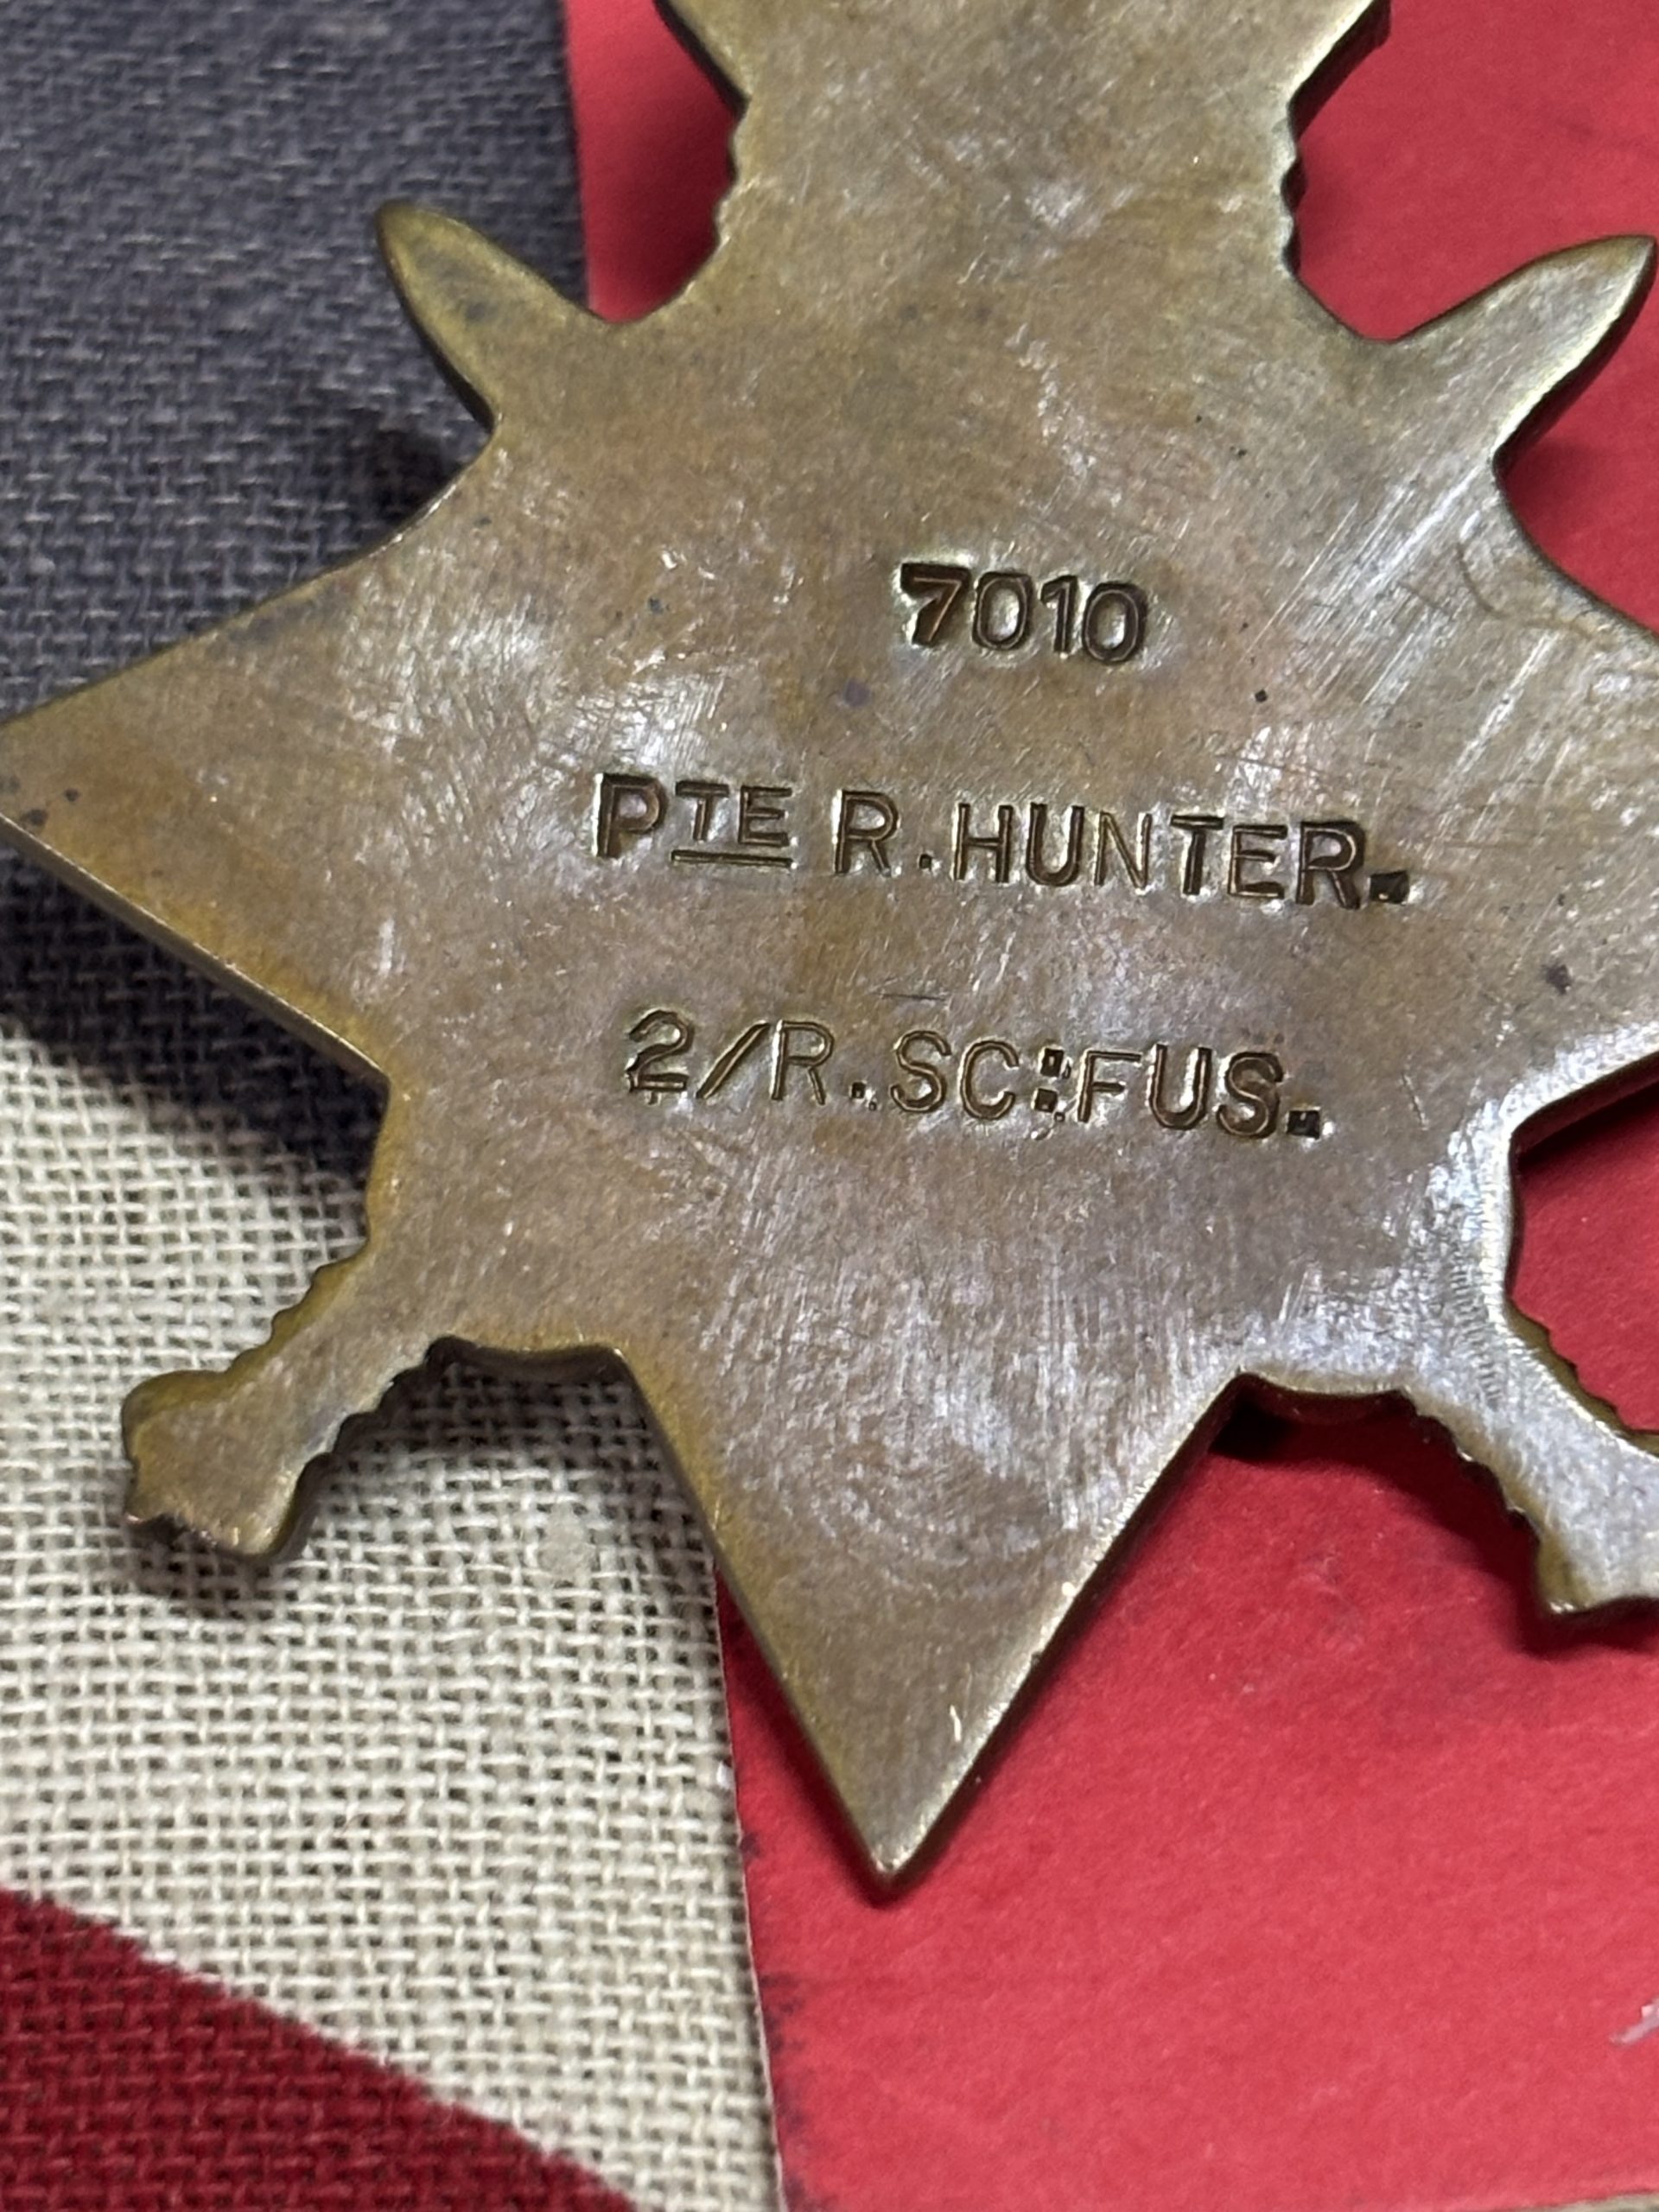 7010
PTE R.HUNTER.
2/R.SC:FUS.